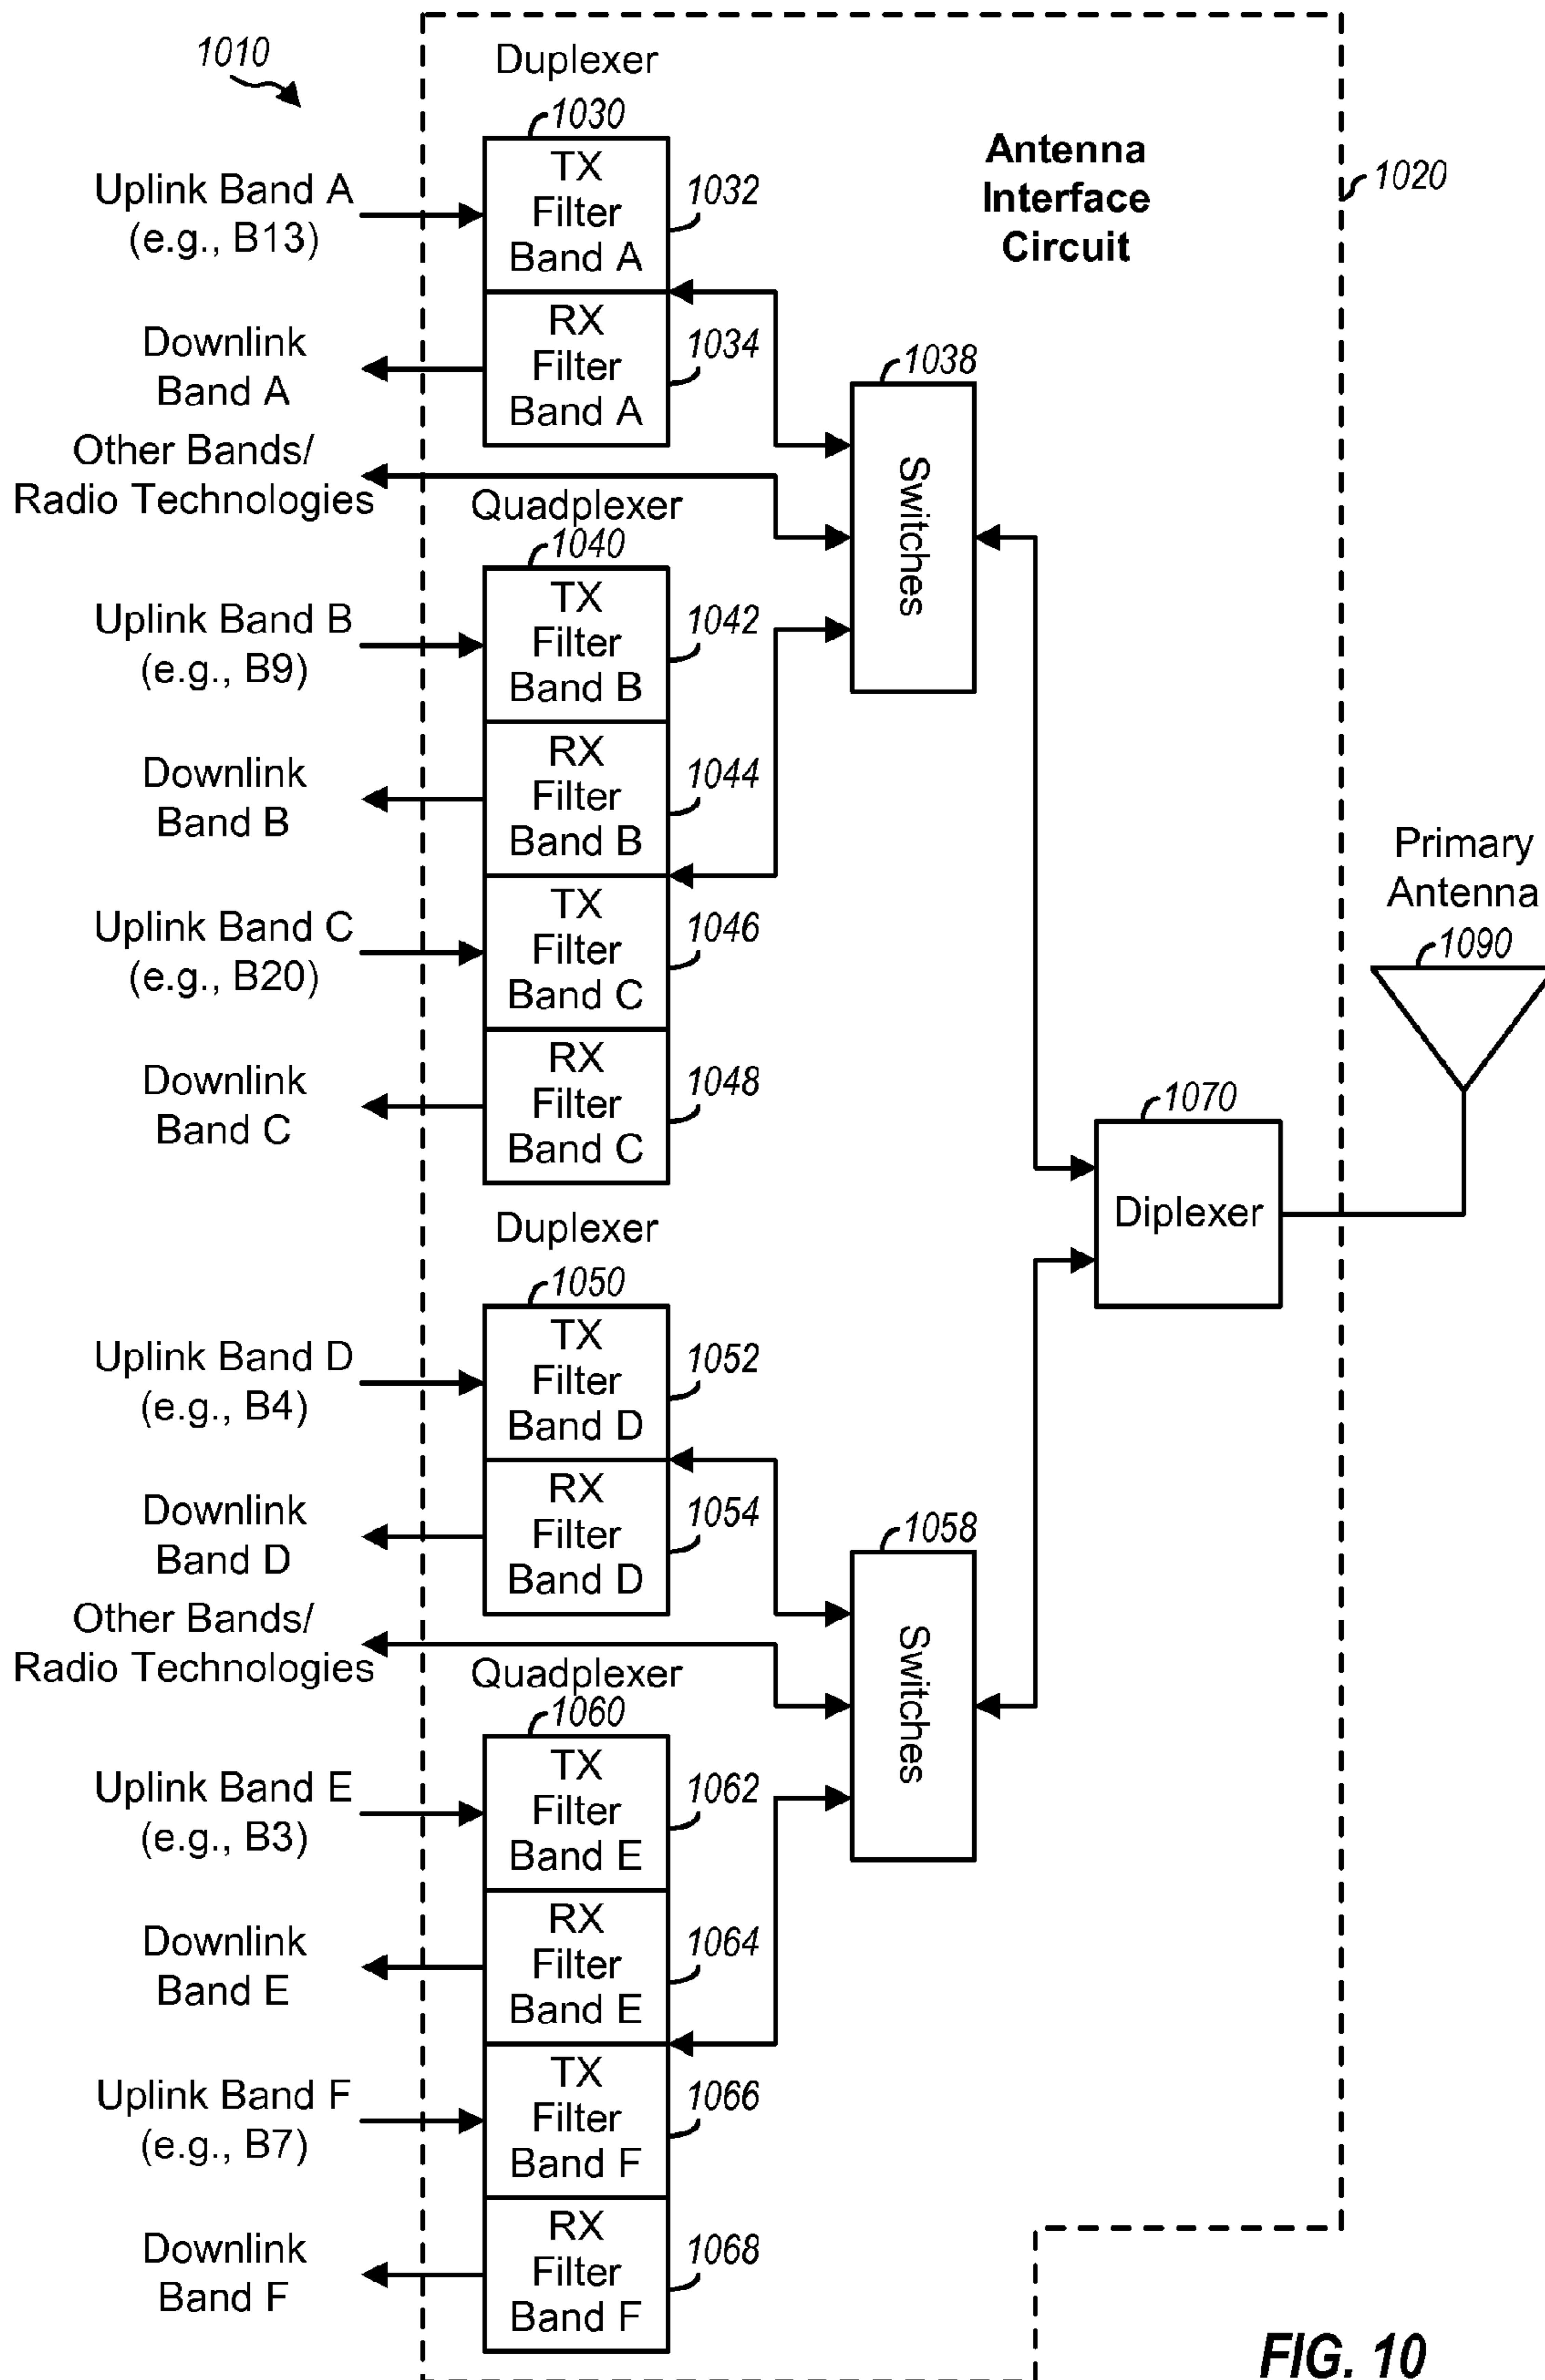 1010
Duplexer
1030
Antenna
Interface
Circuit
1020
Uplink Band A
(e.g., B13)
TX
Filter
Band A
1032
Downlink
Band A
RX
Filter
Band A
1034
1038
Switches
Other Bands/
Radio Technologies
Quadplexer
1040
Uplink Band B
(e.g., B9)
TX
Filter
Band B
1042
Downlink
Band B
RX
Filter
Band B
1044
Uplink Band C
(e.g., B20)
TX
Filter
Band C
1046
Downlink
Band C
RX
Filter
Band C
1048
Primary
Antenna
1090
1070
Diplexer
Duplexer
1050
Uplink Band D
(e.g., B4)
TX
Filter
Band D
1052
Downlink
Band D
RX
Filter
Band D
1054
1058
Switches
Other Bands/
Radio Technologies
Quadplexer
1060
Uplink Band E
(e.g., B3)
TX
Filter
Band E
1062
Downlink
Band E
RX
Filter
Band E
1064
Uplink Band F
(e.g., B7)
TX
Filter
Band F
1066
Downlink
Band F
RX
Filter
Band F
1068
FIG. 10